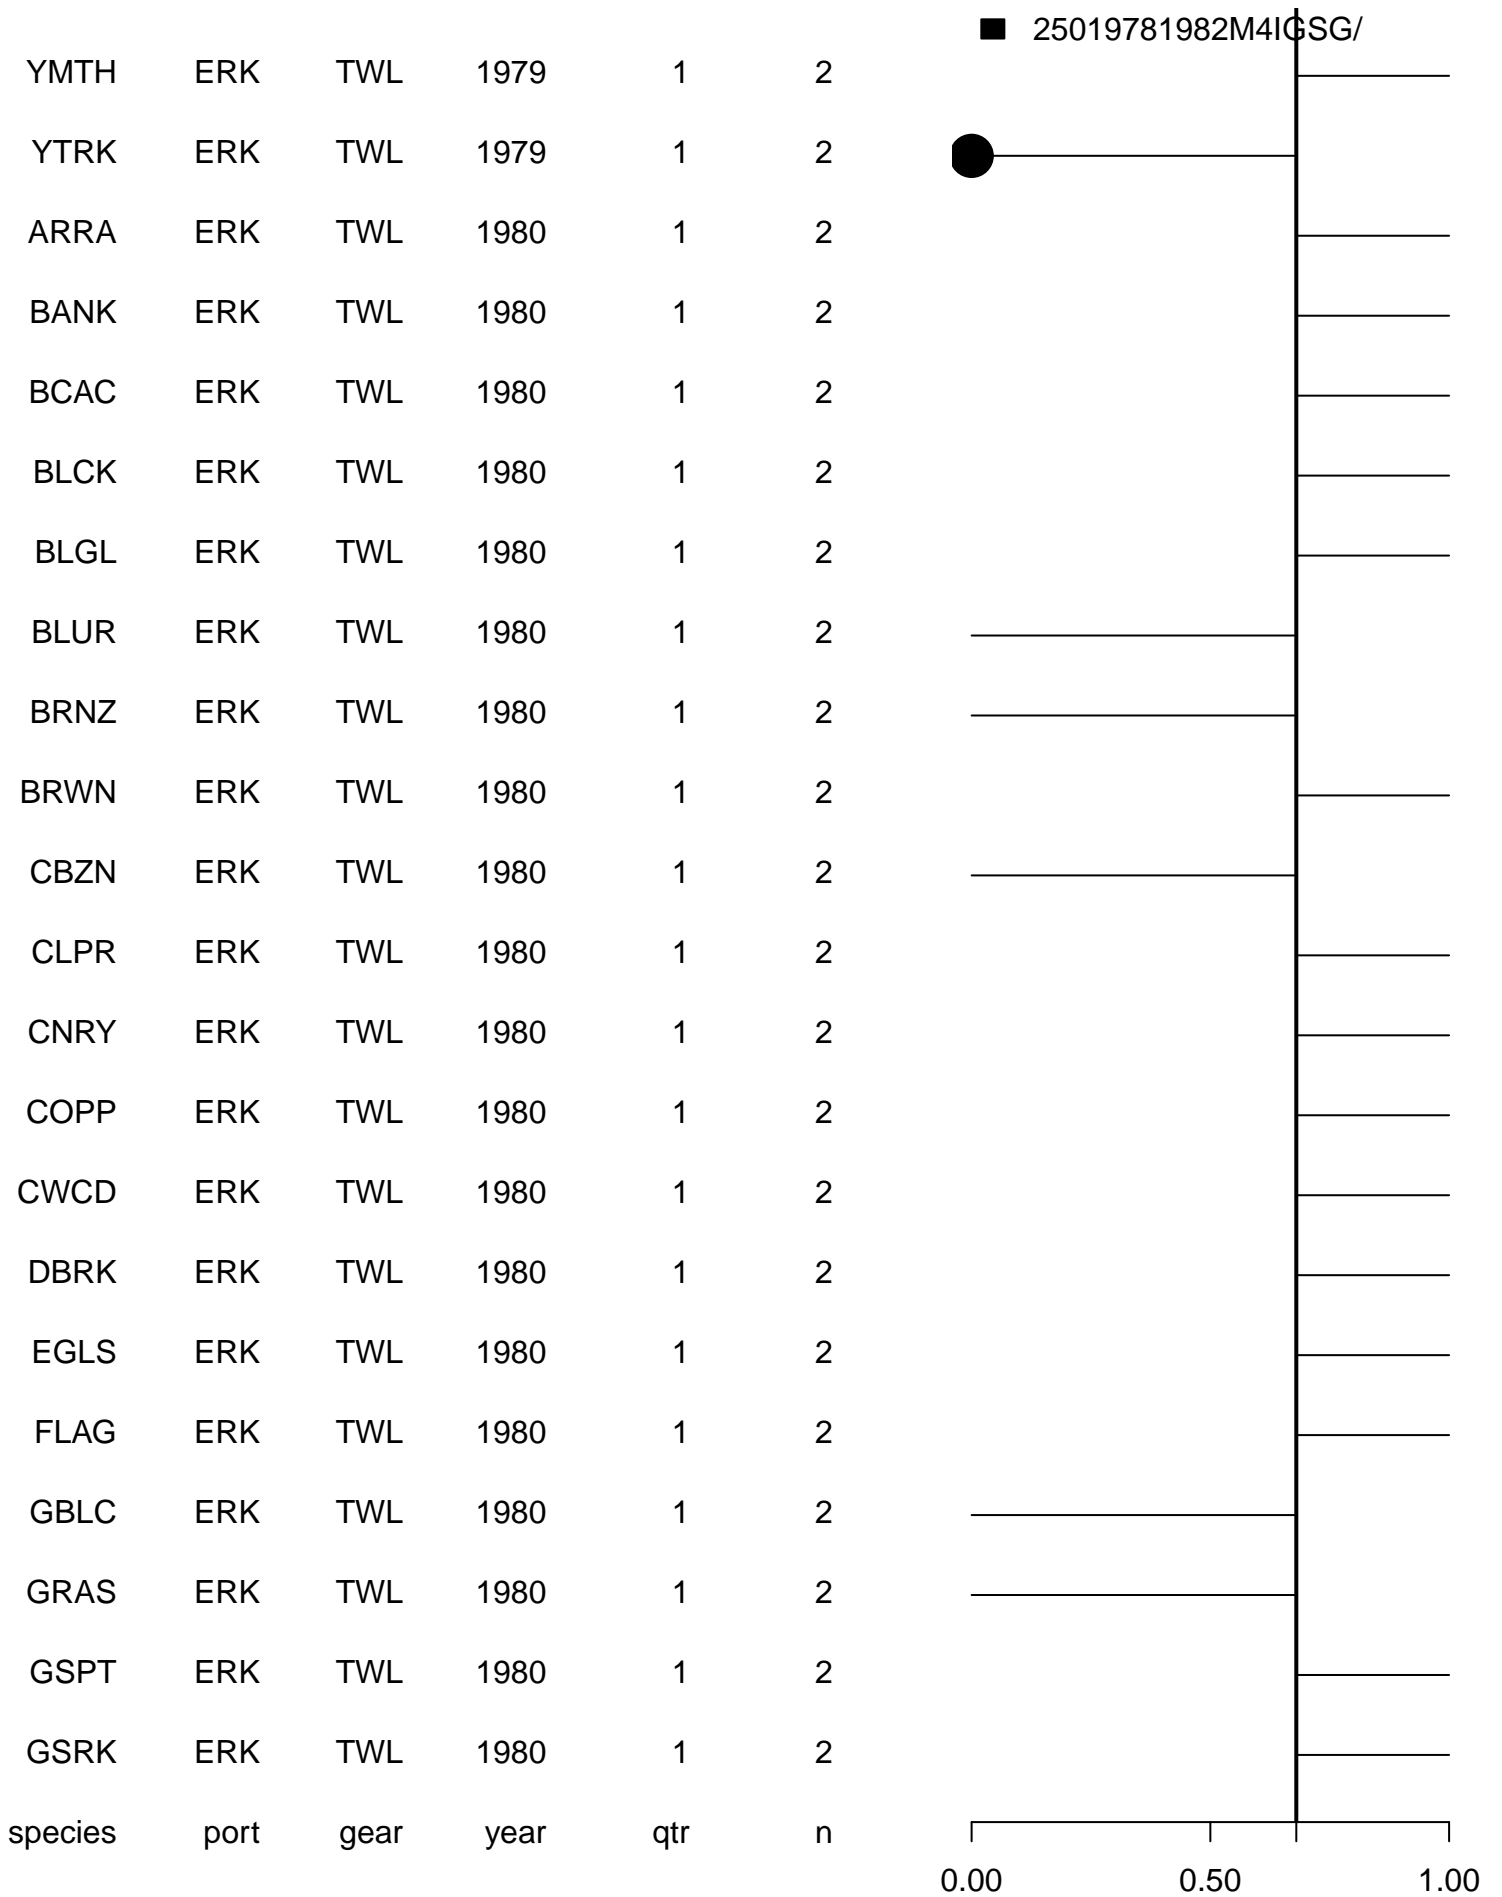 25019781982M4IGSG/
YMTH ERK TWL 1979 1 2
YTRK ERK TWL 1979 1 2
ARRA ERK TWL 1980 1 2
BANK ERK TWL 1980 1 2
BCAC ERK TWL 1980 1 2
BLCK ERK TWL 1980 1 2
BLGL ERK TWL 1980 1 2
BLUR ERK TWL 1980 1 2
BRNZ ERK TWL 1980 1 2
BRWN ERK TWL 1980 1 2
CBZN ERK TWL 1980 1 2
CLPR ERK TWL 1980 1 2
CNRY ERK TWL 1980 1 2
COPP ERK TWL 1980 1 2
CWCD ERK TWL 1980 1 2
DBRK ERK TWL 1980 1 2
EGLS ERK TWL 1980 1 2
FLAG ERK TWL 1980 1 2
GBLC ERK TWL 1980 1 2
GRAS ERK TWL 1980 1 2
GSPT ERK TWL 1980 1 2
GSRK ERK TWL 1980 1 2
species port gear year qtr n
0.00 0.50 1.00